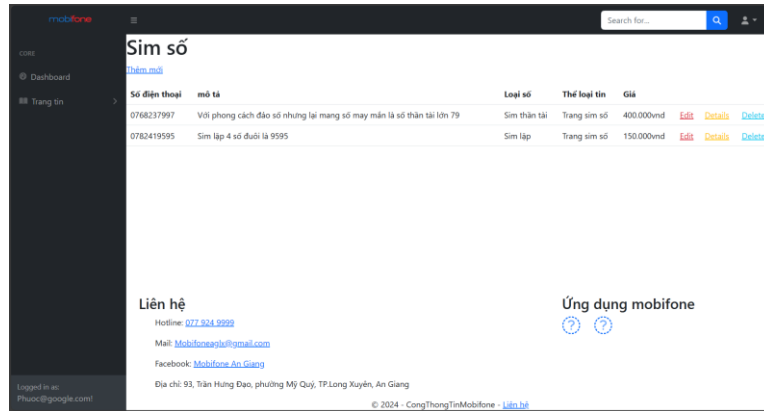 mobifone
Search for...
CORE
Dashboard
Trang tin
Sim số
Thêm mới
Số điện thoại mô tả Loại số Thể loại tin Giá
0768237997 Với phong cách đảo số nhưng lại mang số may mắn là số thần tài lớn 79 Sim thần tài Trang sim số 400.000vnd Edit Details Delete
0782419595 Sim lặp 4 số đuôi là 9595 Sim lặp Trang sim số 150.000vnd Edit Details Delete
Liên hệ
Hotline: 077 924 9999
Mail: Mobifoneaglx@gmail.com
Facebook: Mobifone An Giang
Địa chỉ: 93, Trần Hưng Đạo, phường Mỹ Quý, TP.Long Xuyên, An Giang
Ứng dụng mobifone
© 2024 - CongThongTinMobifone - Liên hệ
Logged in as:
Phuoc@google.com!